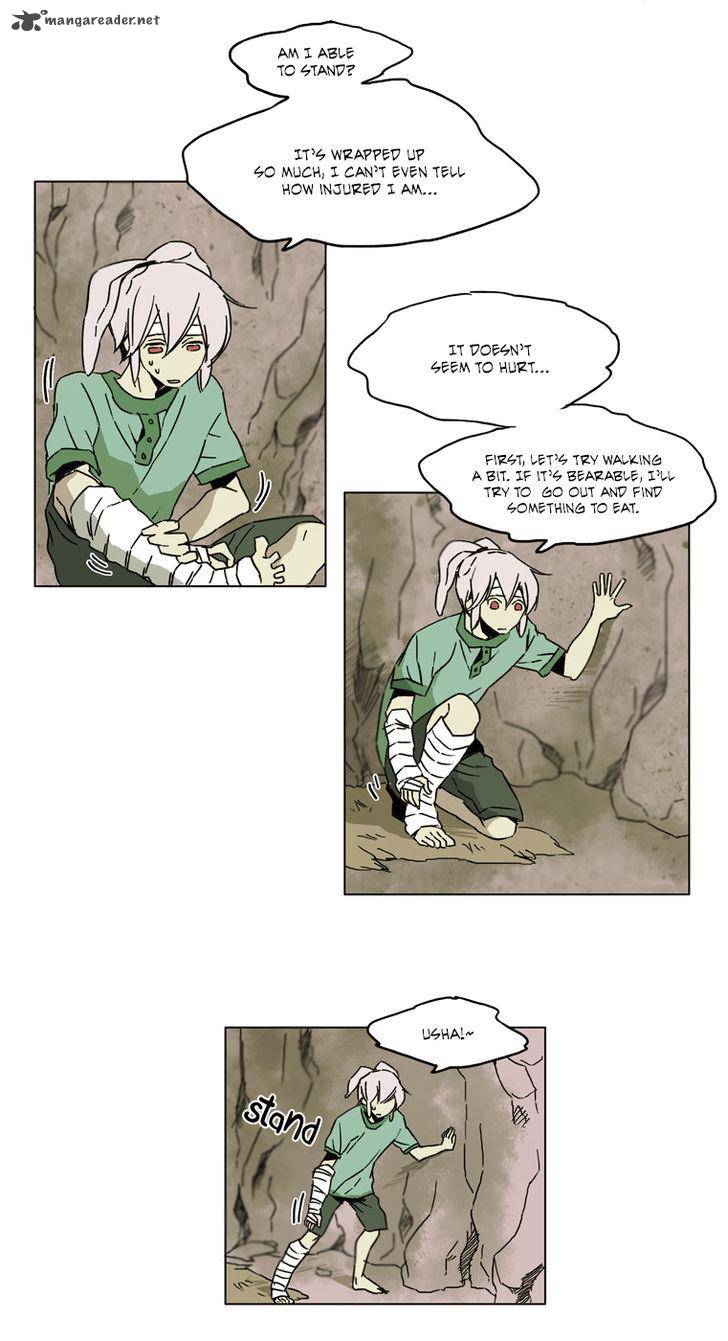 mangareader.net
AM I ABLE
TO STAND?
IT'S WRAPPED UP
SO MUCH, I CAN'T EVEN TELL
HOW INJURED I AM...
IT DOESN'T
SEEM TO HURT...
FIRST, LET'S TRY WALKING
A BIT. IF IT'S BEARABLE, I'LL
TRY TO GO OUT AND FIND
SOMETHING TO EAT.
USHA!~
stand